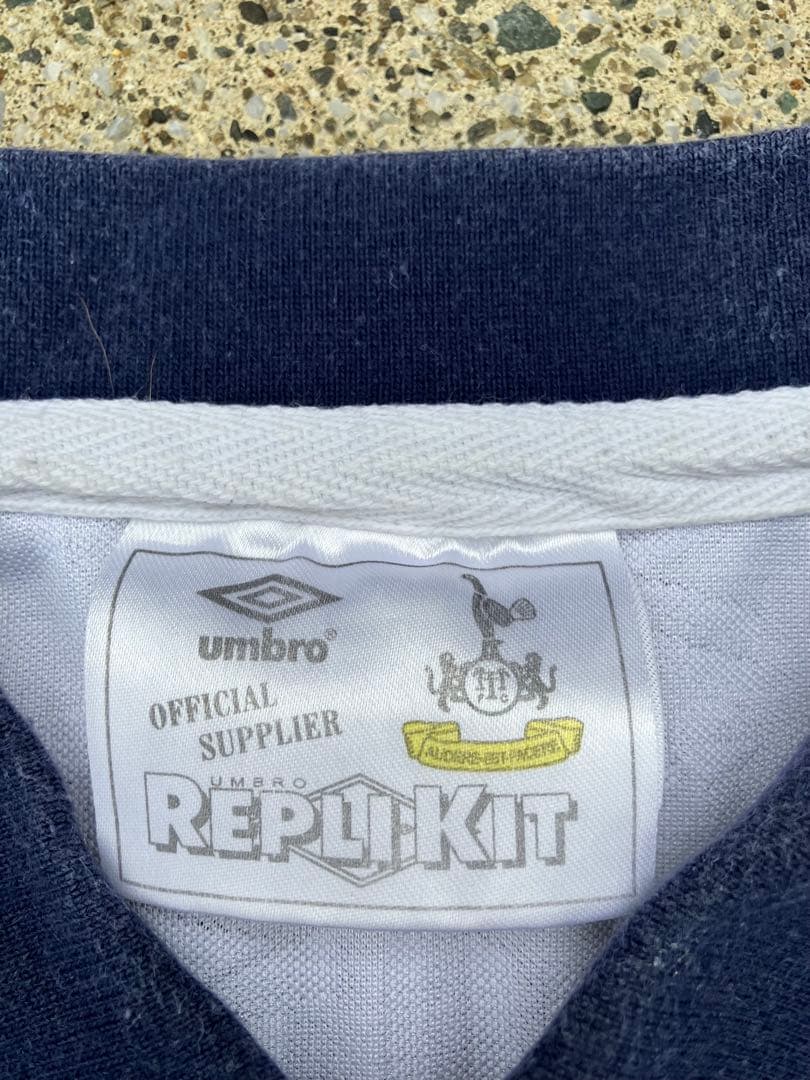 umbro®
OFFICIAL
SUPPLIER
AUDERE·EST·FACERE
UMBRO
REPLI·KIT